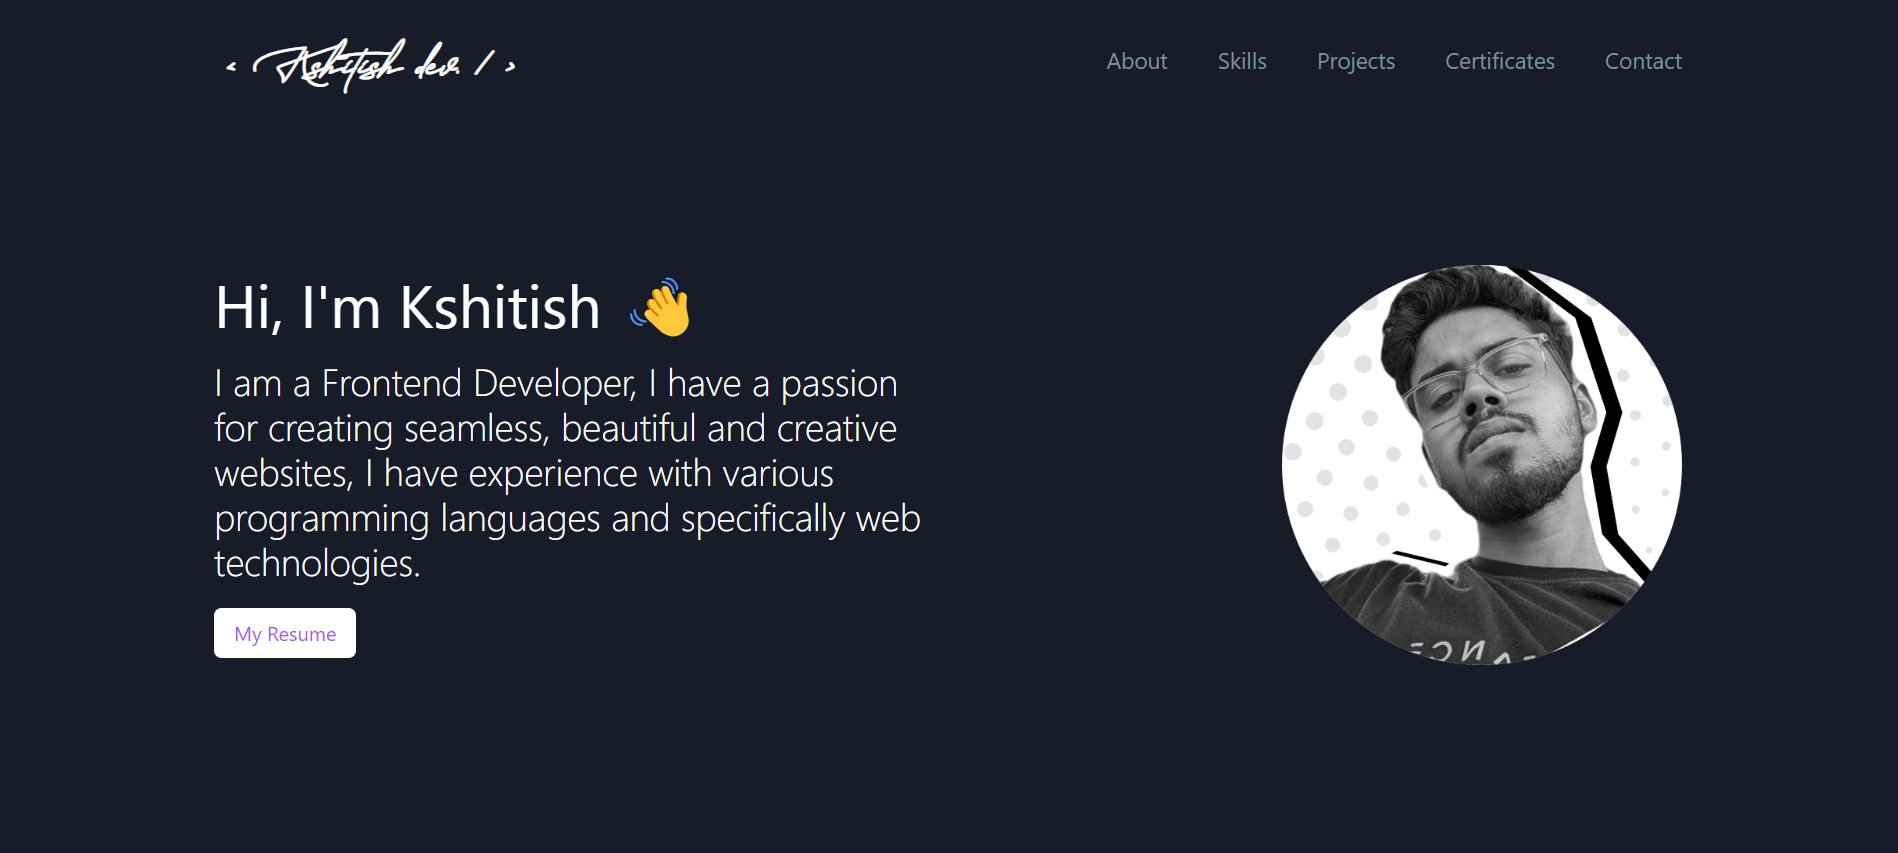 < Kshitish dev. / >
About Skills Projects Certificates Contact
Hi, I'm Kshitish 👋
I am a Frontend Developer, I have a passion
for creating seamless, beautiful and creative
websites, I have experience with various
programming languages and specifically web
technologies.
My Resume